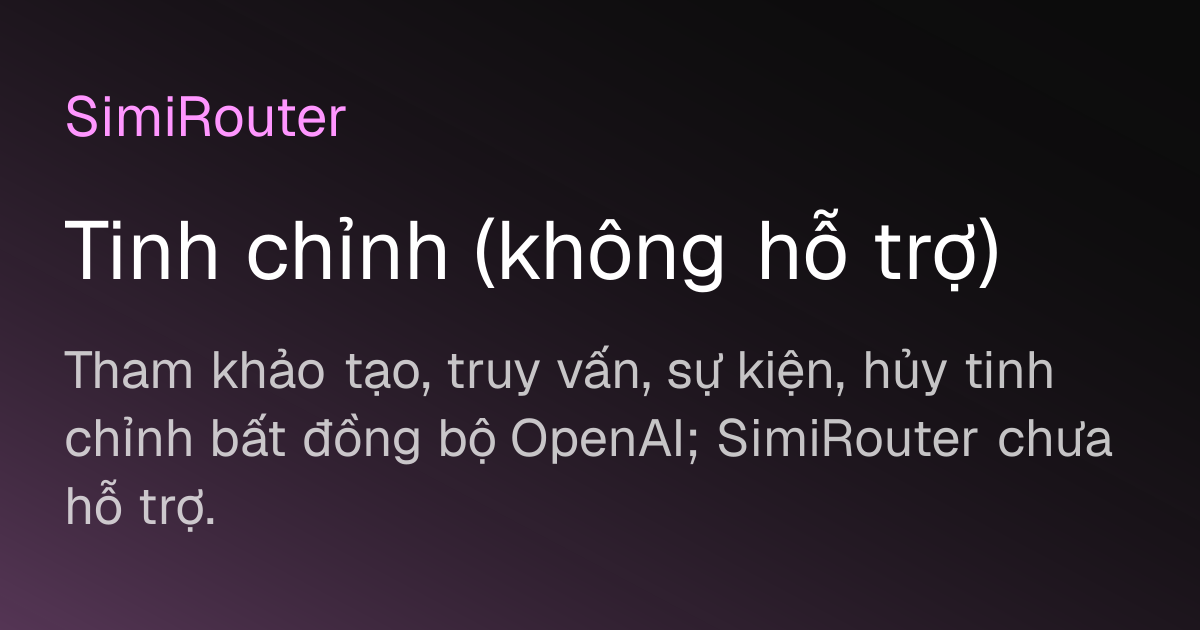 SimiRouter
Tinh chỉnh (không hỗ trợ)
Tham khảo tạo, truy vấn, sự kiện, hủy tinh
chỉnh bất đồng bộ OpenAI; SimiRouter chưa
hỗ trợ.